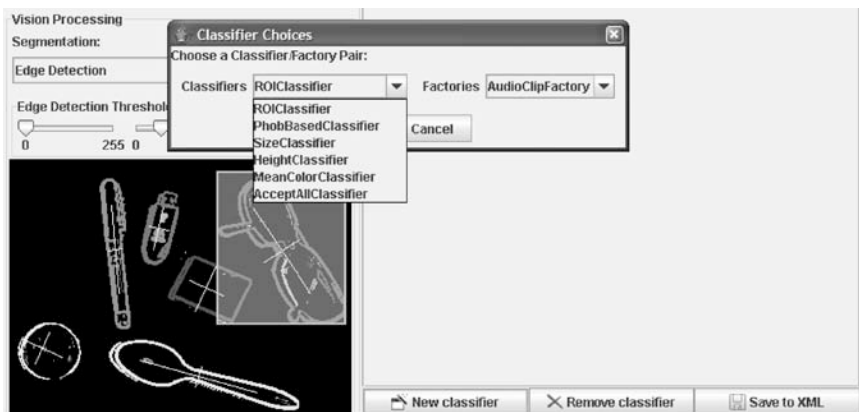 Vision Processing
Segmentation:
Edge Detection
Edge Detection Threshold
0 255 0
Classifier Choices
Choose a Classifier/Factory Pair:
Classifiers ROIClassifier Factories AudioClipFactory
ROIClassifier
PhobBasedClassifier
SizeClassifier
HeightClassifier
MeanColorClassifier
AcceptAllClassifier
Cancel
New classifier Remove classifier Save to XML